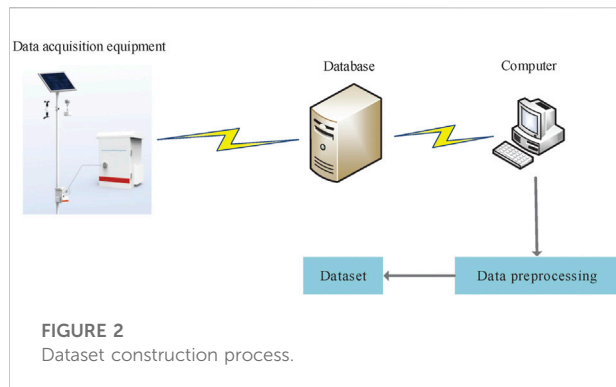 Data acquisition equipment
Database
Computer
Dataset
Data preprocessing
FIGURE 2
Dataset construction process.